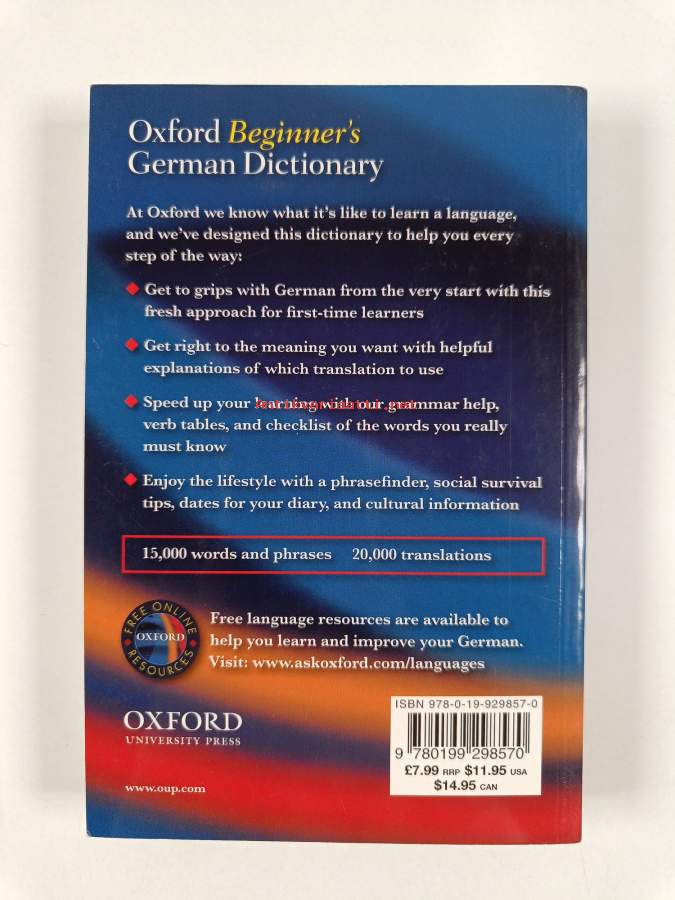 Oxford Beginner's
German Dictionary
At Oxford we know what it's like to learn a language,
and we've designed this dictionary to help you every
step of the way:
Get to grips with German from the very start with this
fresh approach for first-time learners
Get right to the meaning you want with helpful
explanations of which translation to use
Speed up your learning with our grammar help,
verb tables, and checklist of the words you really
must know
Enjoy the lifestyle with a phrasefinder, social survival
tips, dates for your diary, and cultural information
15,000 words and phrases 20,000 translations
FREE ONLINE
OXFORD
RESOURCES
Free language resources are available to
help you learn and improve your German.
Visit: www.askoxford.com/languages
OXFORD
UNIVERSITY PRESS
www.oup.com
ISBN 978-0-19-929857-0
9 780199 298570
£7.99 RRP $11.95 USA
$14.95 CAN